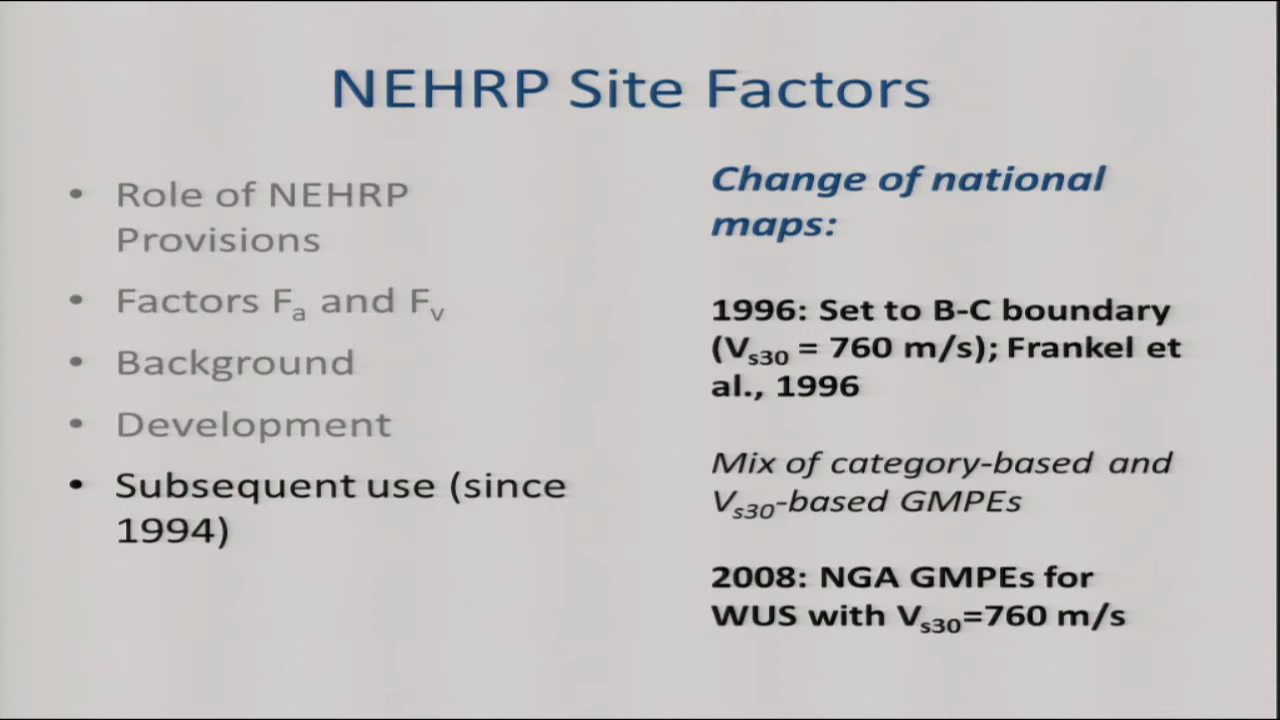 NEHRP Site Factors
• Role of NEHRP
Provisions
• Factors Fa and Fv
• Background
• Development
• Subsequent use (since
1994)
Change of national
maps:
1996: Set to B-C boundary
(Vs30 = 760 m/s); Frankel et
al., 1996
Mix of category-based and
Vs30-based GMPEs
2008: NGA GMPEs for
WUS with Vs30=760 m/s